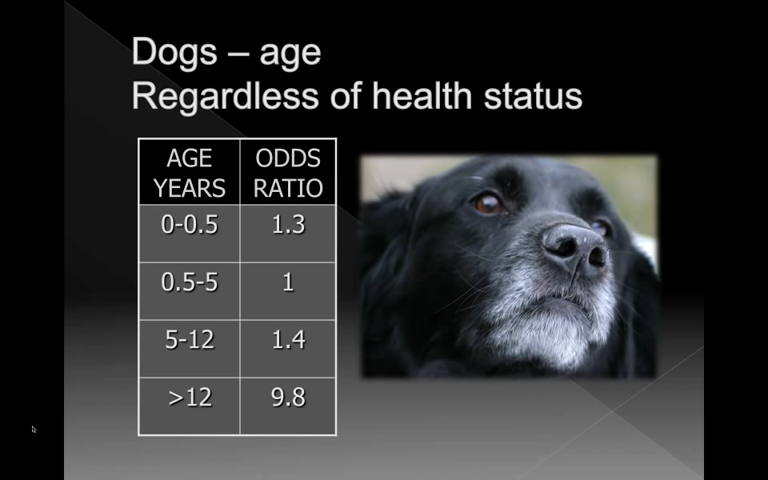 Dogs – age
Regardless of health status
AGE YEARS ODDS RATIO
0-0.5 1.3
0.5-5 1
5-12 1.4
>12 9.8